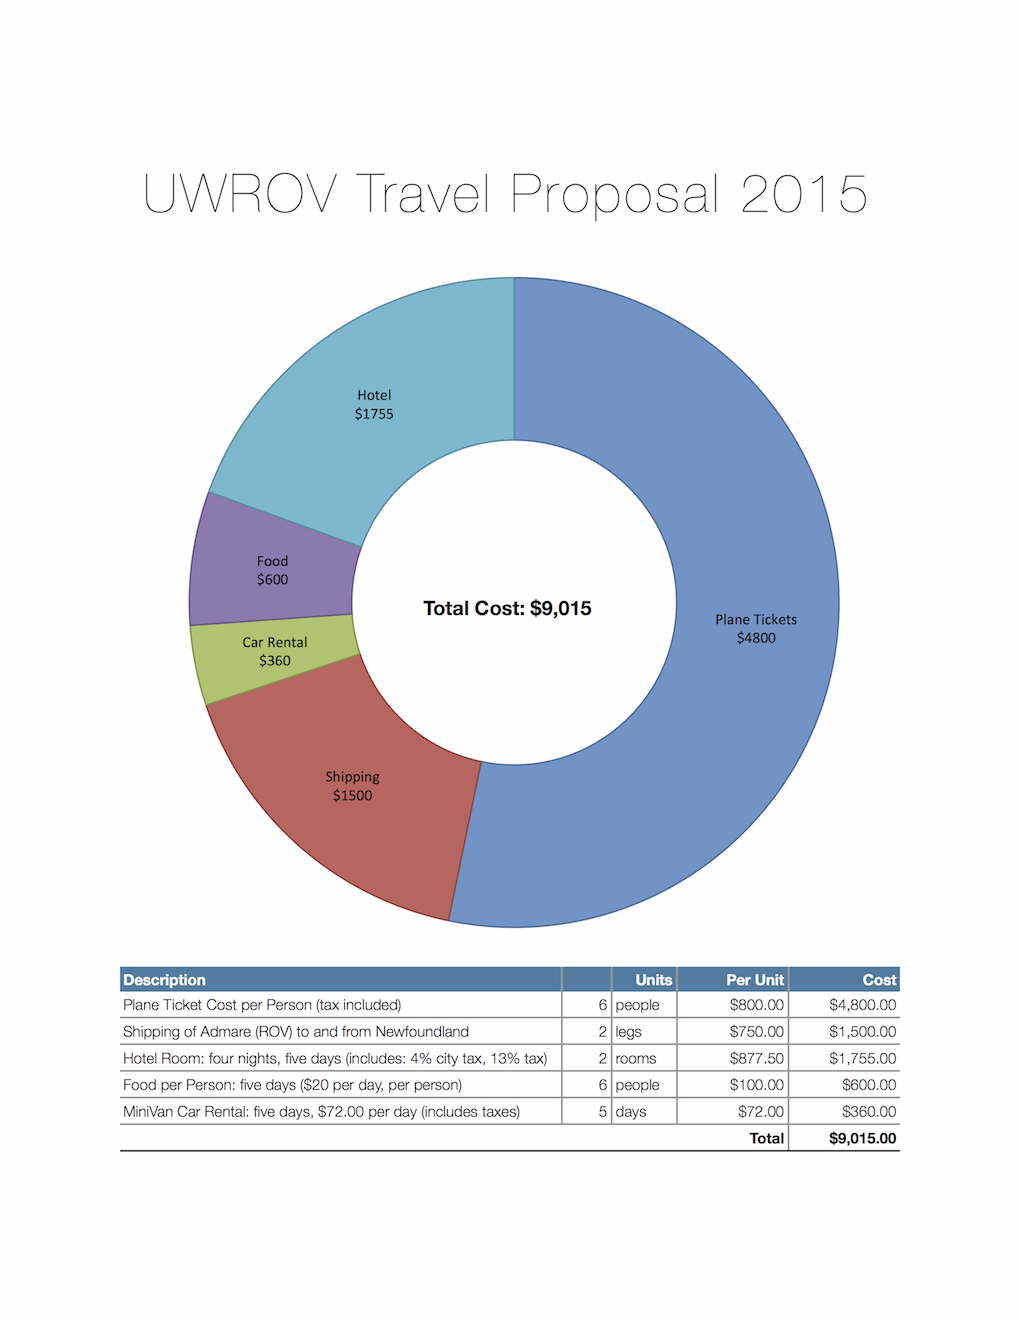 UWROV Travel Proposal 2015
Hotel
$1755
Food
$600
Total Cost: $9,015
Plane Tickets
$4800
Car Rental
$360
Shipping
$1500
Description Units Per Unit Cost
Plane Ticket Cost per Person (tax included) 6 people $800.00 $4,800.00
Shipping of Admare (ROV) to and from Newfoundland 2 legs $750.00 $1,500.00
Hotel Room: four nights, five days (includes: 4% city tax, 13% tax) 2 rooms $877.50 $1,755.00
Food per Person: five days ($20 per day, per person) 6 people $100.00 $600.00
MiniVan Car Rental: five days, $72.00 per day (includes taxes) 5 days $72.00 $360.00
Total $9,015.00